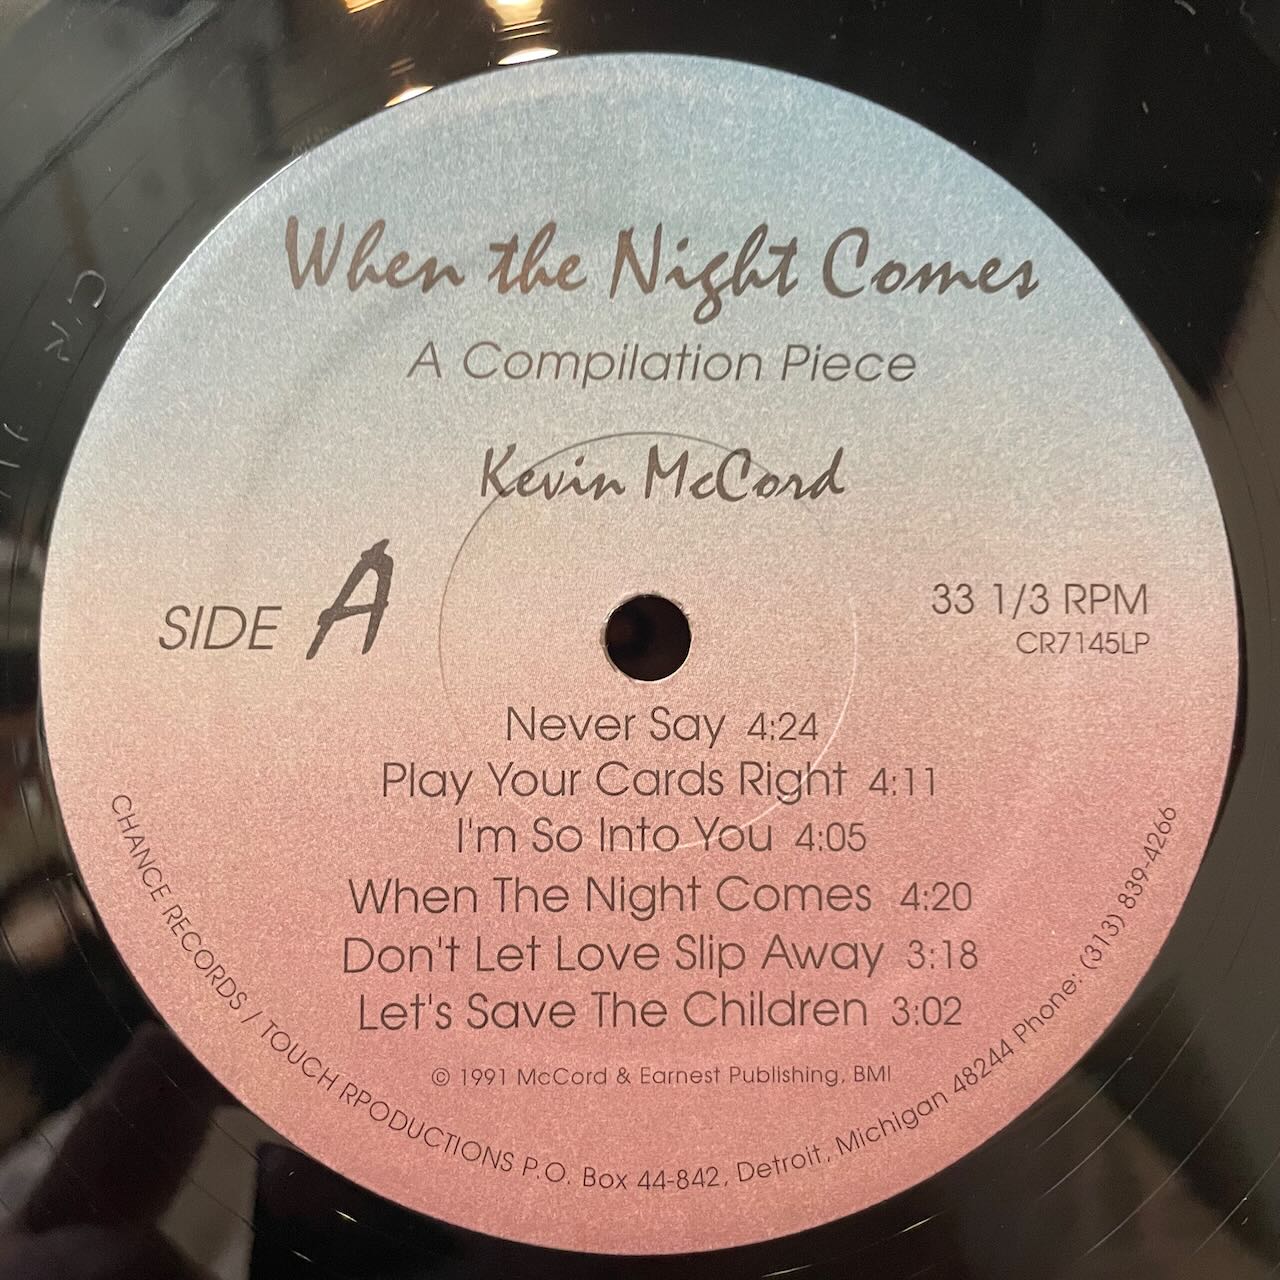 When the Night Comes
A Compilation Piece
Kevin McCord
SIDE A
33 1/3 RPM
CR7145LP
Never Say 4:24
Play Your Cards Right 4:11
I'm So Into You 4:05
When The Night Comes 4:20
Don't Let Love Slip Away 3:18
Let's Save The Children 3:02
© 1991 McCord & Earnest Publishing, BMI
CHANCE RECORDS / TOUCH RPODUCTIONS P.O. Box 44-842, Detroit, Michigan 48244 Phone: (313) 839-4266